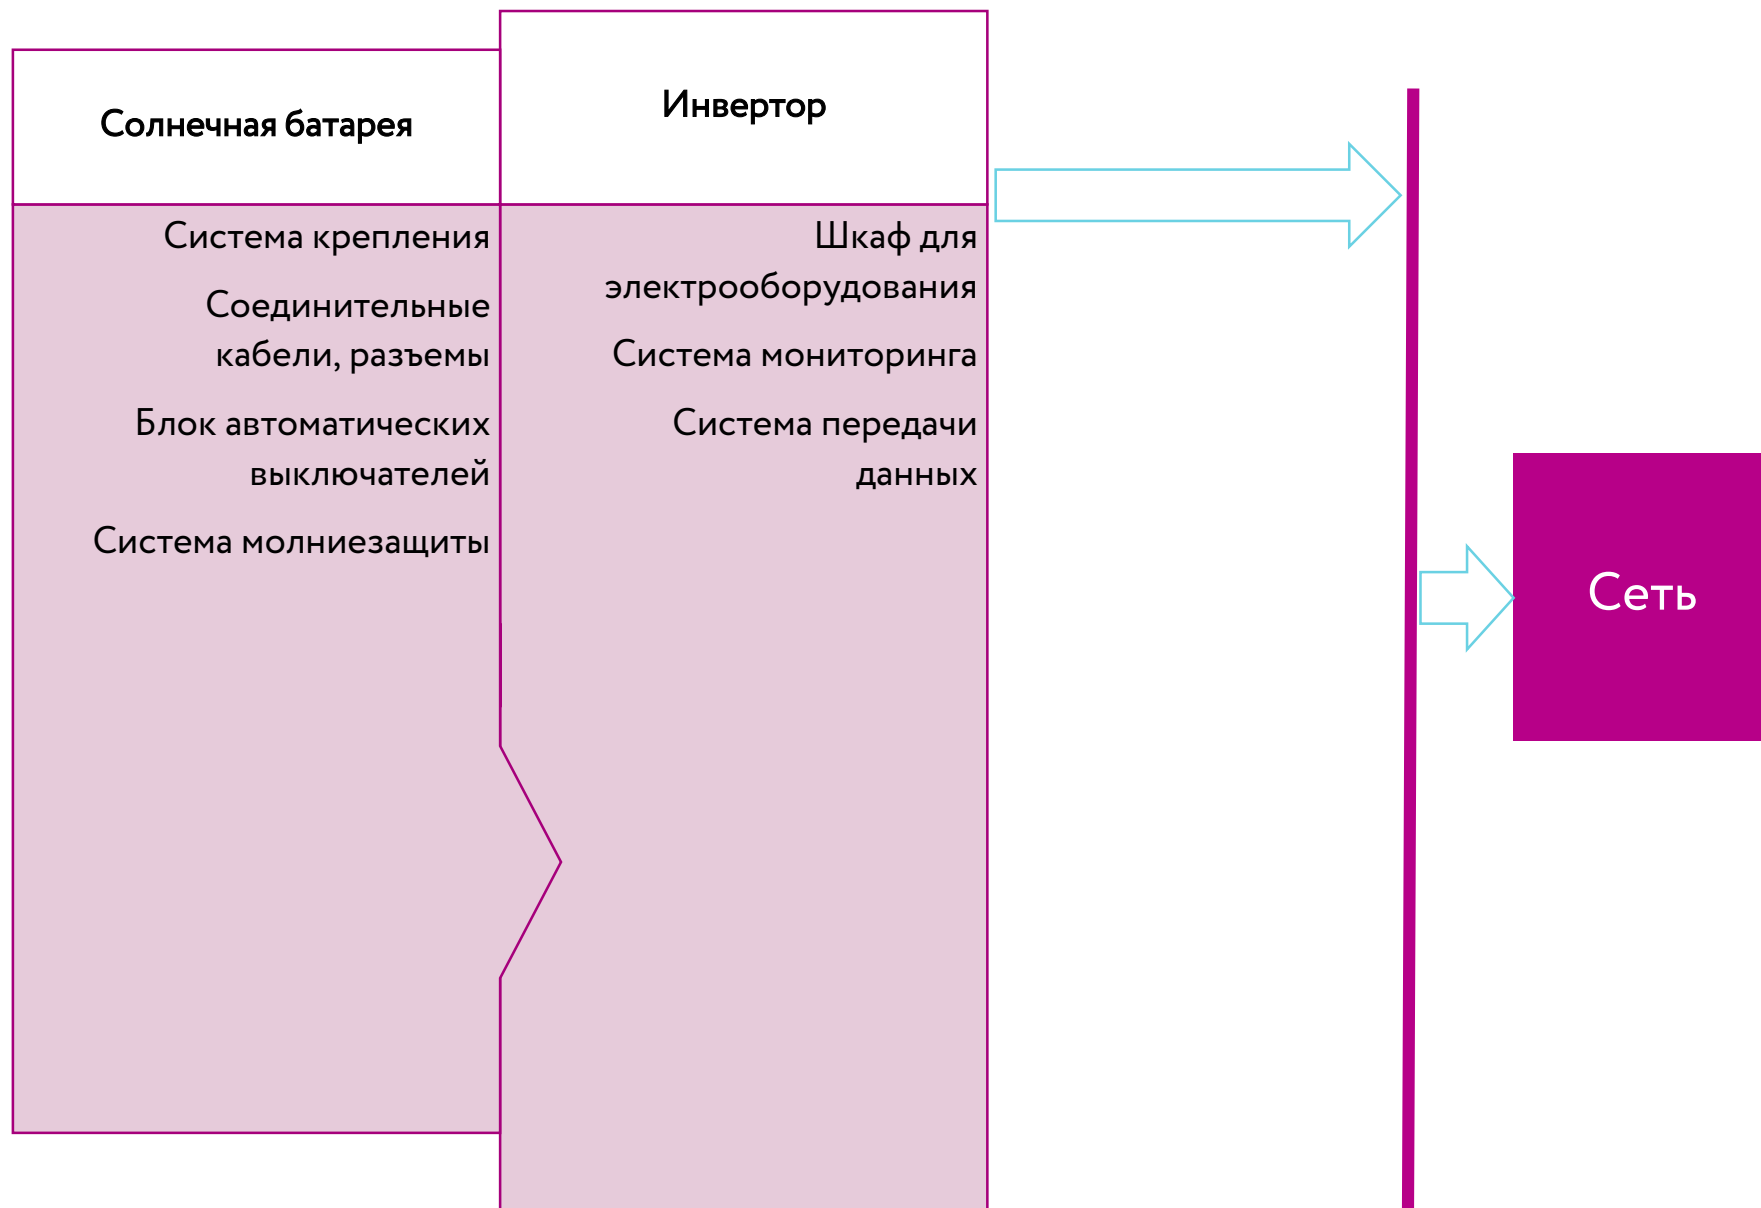 Солнечная батарея
Система крепления
Соединительные
кабели, разъемы
Блок автоматических
выключателей
Система молниезащиты
Инвертор
Шкаф для
электрооборудования
Система мониторинга
Система передачи
данных
Сеть